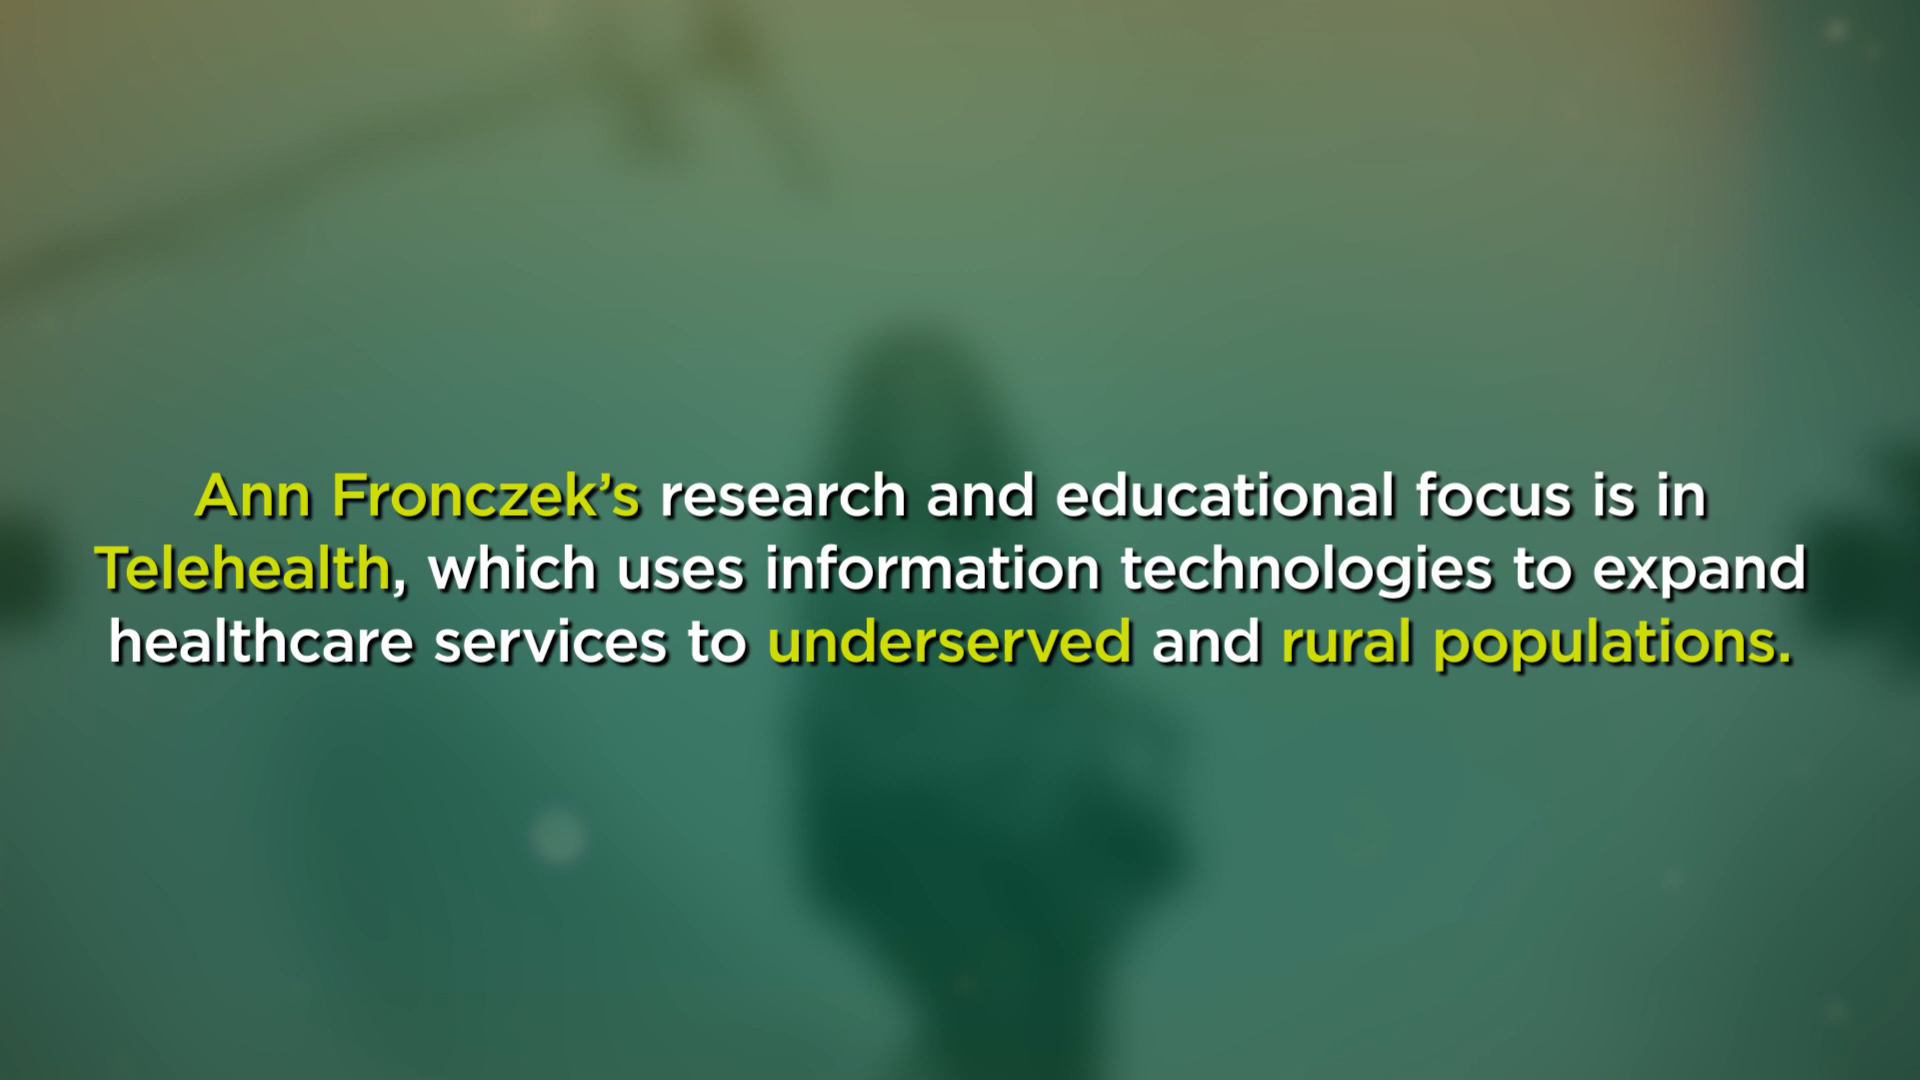 Ann Fronczek’s research and educational focus is in
Telehealth, which uses information technologies to expand
healthcare services to underserved and rural populations.